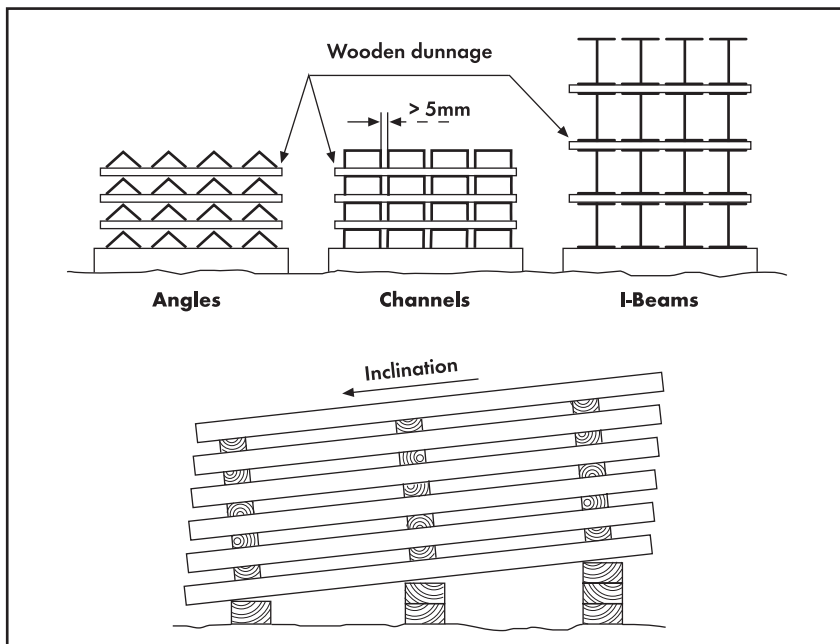 Wooden dunnage
> 5mm
Angles
Channels
I-Beams
Inclination